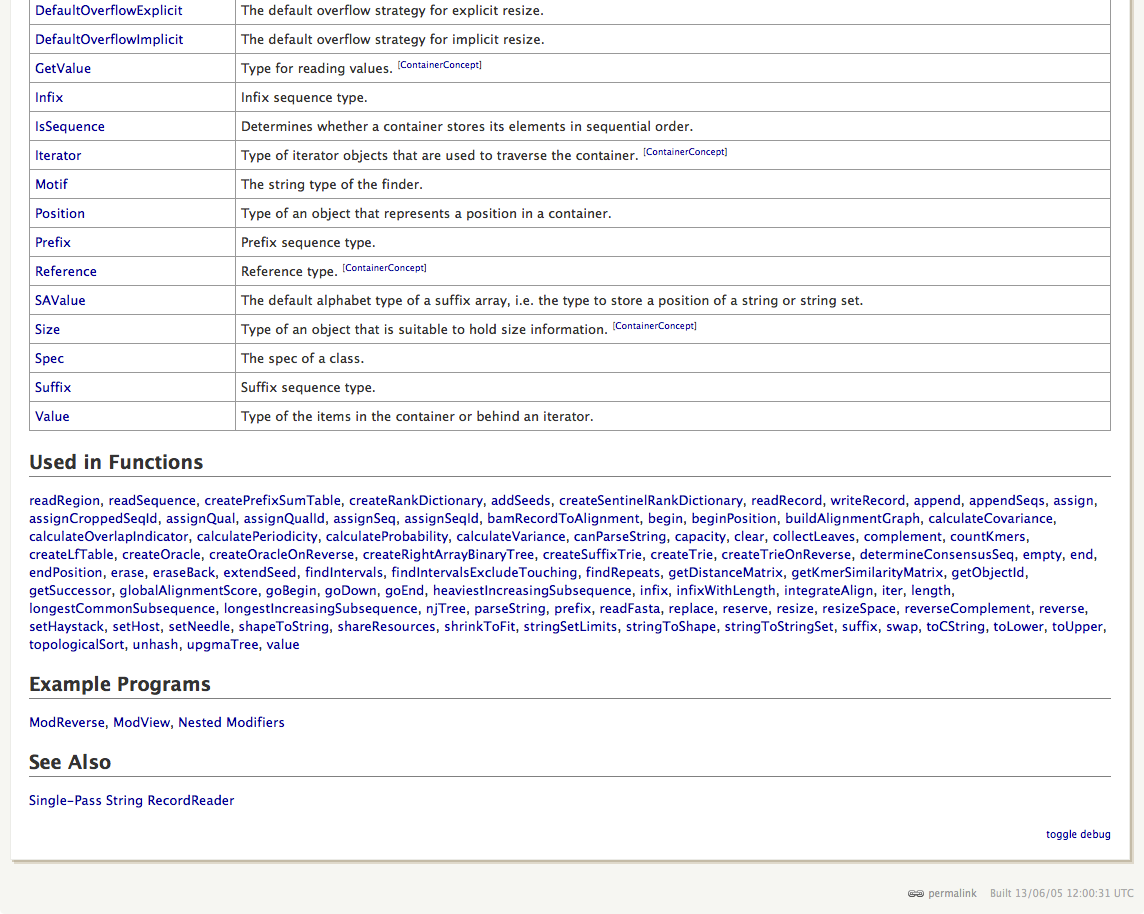 DefaultOverflowExplicit The default overflow strategy for explicit resize.
DefaultOverflowImplicit The default overflow strategy for implicit resize.
GetValue Type for reading values. [ContainerConcept]
Infix Infix sequence type.
IsSequence Determines whether a container stores its elements in sequential order.
Iterator Type of iterator objects that are used to traverse the container. [ContainerConcept]
Motif The string type of the finder.
Position Type of an object that represents a position in a container.
Prefix Prefix sequence type.
Reference Reference type. [ContainerConcept]
SAValue The default alphabet type of a suffix array, i.e. the type to store a position of a string or string set.
Size Type of an object that is suitable to hold size information. [ContainerConcept]
Spec The spec of a class.
Suffix Suffix sequence type.
Value Type of the items in the container or behind an iterator.
Used in Functions
readRegion, readSequence, createPrefixSumTable, createRankDictionary, addSeeds, createSentinelRankDictionary, readRecord, writeRecord, append, appendSeqs, assign,
assignCroppedSeqId, assignQual, assignQualId, assignSeq, assignSeqId, bamRecordToAlignment, begin, beginPosition, buildAlignmentGraph, calculateCovariance,
calculateOverlapIndicator, calculatePeriodicity, calculateProbability, calculateVariance, canParseString, capacity, clear, collectLeaves, complement, countKmers,
createLfTable, createOracle, createOracleOnReverse, createRightArrayBinaryTree, createSuffixTrie, createTrie, createTrieOnReverse, determineConsensusSeq, empty, end,
endPosition, erase, eraseBack, extendSeed, findIntervals, findIntervalsExcludeTouching, findRepeats, getDistanceMatrix, getKmerSimilarityMatrix, getObjectId,
getSuccessor, globalAlignmentScore, goBegin, goDown, goEnd, heaviestIncreasingSubsequence, infix, infixWithLength, integrateAlign, iter, length,
longestCommonSubsequence, longestIncreasingSubsequence, njTree, parseString, prefix, readFasta, replace, reserve, resize, resizeSpace, reverseComplement, reverse,
setHaystack, setHost, setNeedle, shapeToString, shareResources, shrinkToFit, stringSetLimits, stringToShape, stringToStringSet, suffix, swap, toCString, toLower, toUpper,
topologicalSort, unhash, upgmaTree, value
Example Programs
ModReverse, ModView, Nested Modifiers
See Also
Single-Pass String RecordReader
toggle debug
permalink Built 13/06/05 12:00:31 UTC